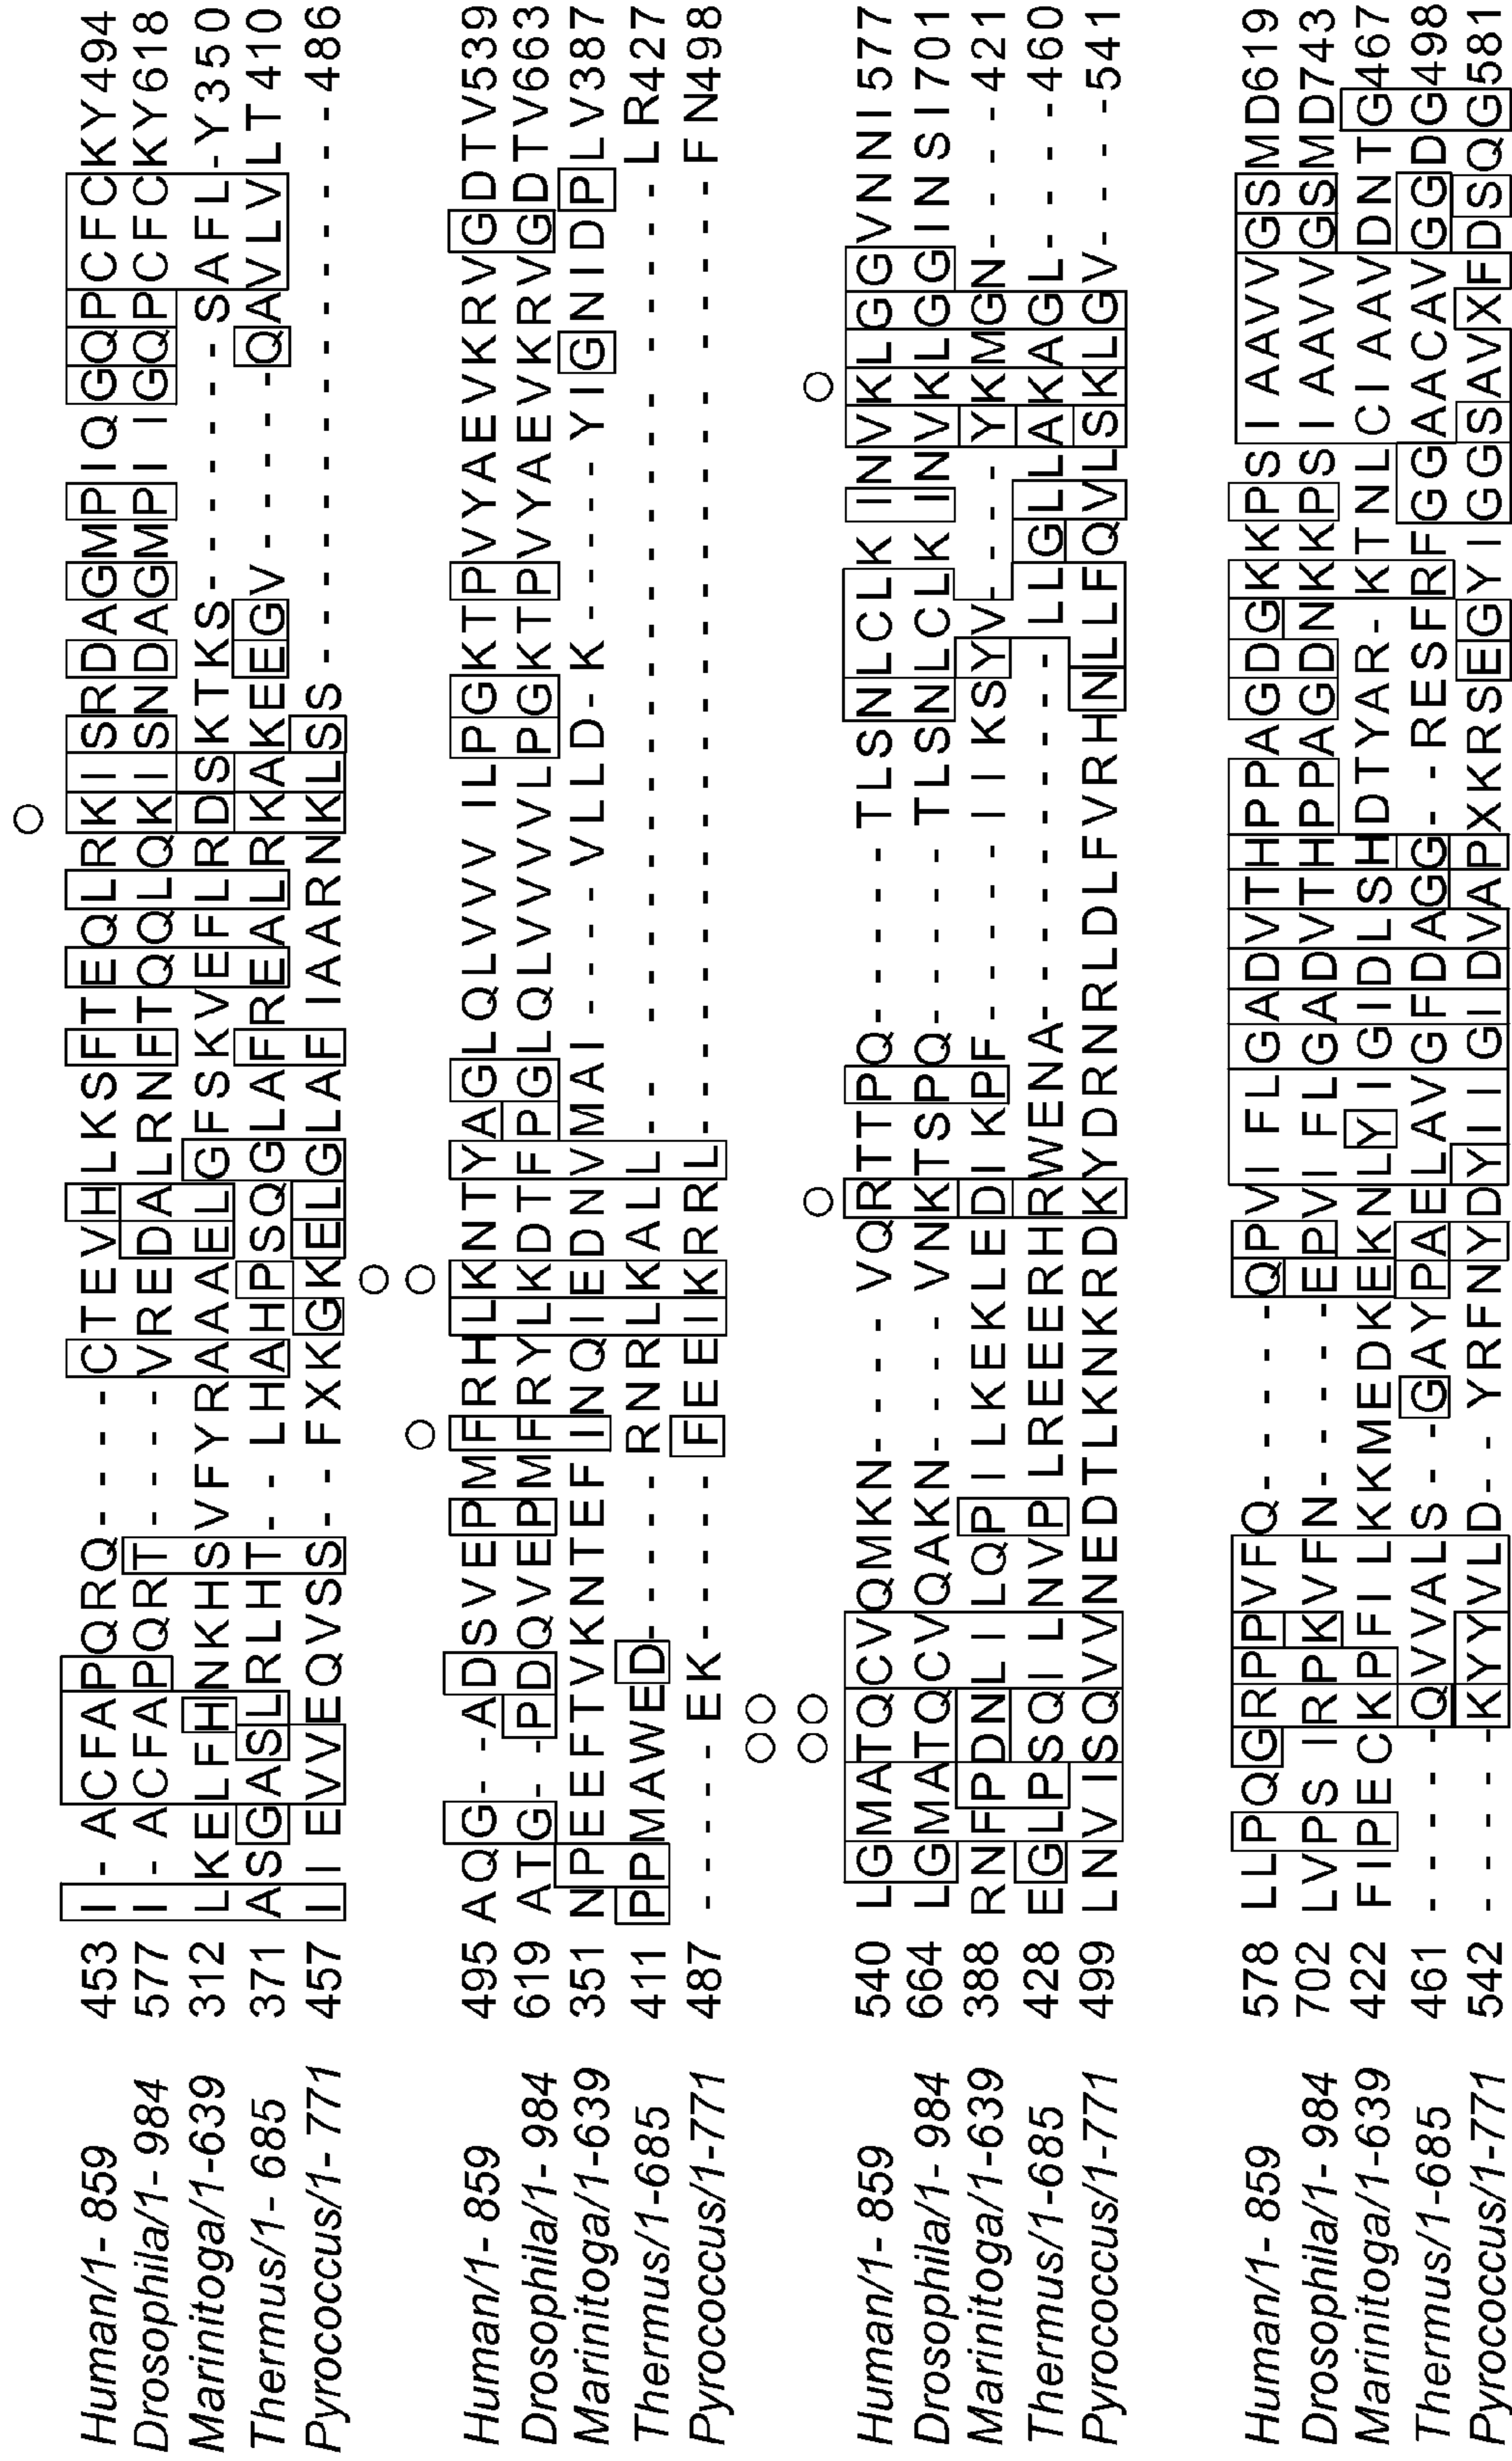 Human/1-859 453 I-ACFAPQRQ----CTEVHLKSFTEQLRKISRDAGMPIQGQPCFCKY494
Drosophila/1-984 577 I-ACFAPQRT----VREDALRNFTQQLQKISNDAGMPIIGQPCFCKY618
Marinitoga/1-639 312 LKELFHNKHSVFYRAAAELGFSKVEFLRDSKTKS-------SAFL-Y350
Thermus/1-685 371 ASGASLRLHT--LHAHPSQGLAFREALRKAKEEGV-----QAVLVLT410
Pyrococcus/1-771 457 IIEVVEQVSS--FXKGKELGLAFIAARNKLSS---------------486
Human/1-859 495 AQG--ADSVEPMFRHLKNTYAGLQLVVVILPGKTPVYAEVKRVGDTV539
Drosophila/1-984 619 ATG--PDQVEPMFRYLKDTFPGLQLVVVVLPGKTPVYAEVKRVGDTV663
Marinitoga/1-639 351 NPEEFTVKNTEFINQIEDNVMAI----VLLD-K-----YIGNIDPLV387
Thermus/1-685 411 PPMAWED-----RNRLKALL-------------------------LR427
Pyrococcus/1-771 487 -----EK-----FEEIKRRL-------------------------FN498
Human/1-859 540 LGMATQCVQMKN----VQRTTPQ-----TLSNLCLKINVKLGGVNNI577
Drosophila/1-984 664 LGMATQCVQAKN----VNKTSPQ-----TLSNLCLKINVKLGGINSI701
Marinitoga/1-639 388 RNFPDNLILQPILKEKLEDIKPF-----IIKSYV----YKMGN----421
Thermus/1-685 428 EGLPSQILNVPLREEERHRWENA----------LLGLLAKAGL----460
Pyrococcus/1-771 499 LNVISQVVNEDTLKNKRDKYDRNRLDLFVRHNLLFQVLSKLGV----541
Human/1-859 578 LLPQGRPPVFQ-----QPVIFLGADVTHPPAGDGKKPSIAAVVGSMD619
Drosophila/1-984 702 LVPSIRPKVFN-----EPVIFLGADVTHPPAGDNKKPSIAAVVGSMD743
Marinitoga/1-639 422 FIPECKPFILKKMEDKEKNLYIGIDLSHDTYAR-KTNLCIAAVDNTG467
Thermus/1-685 461 -----QVVALS--GAYPAELAVGFDAGG--RESFRFGGAACAVGGDG498
Pyrococcus/1-771 542 -----KYYVLD--YRFNYDYIIGIDVAPXKRSEGYIGGSAVXFDSQG581